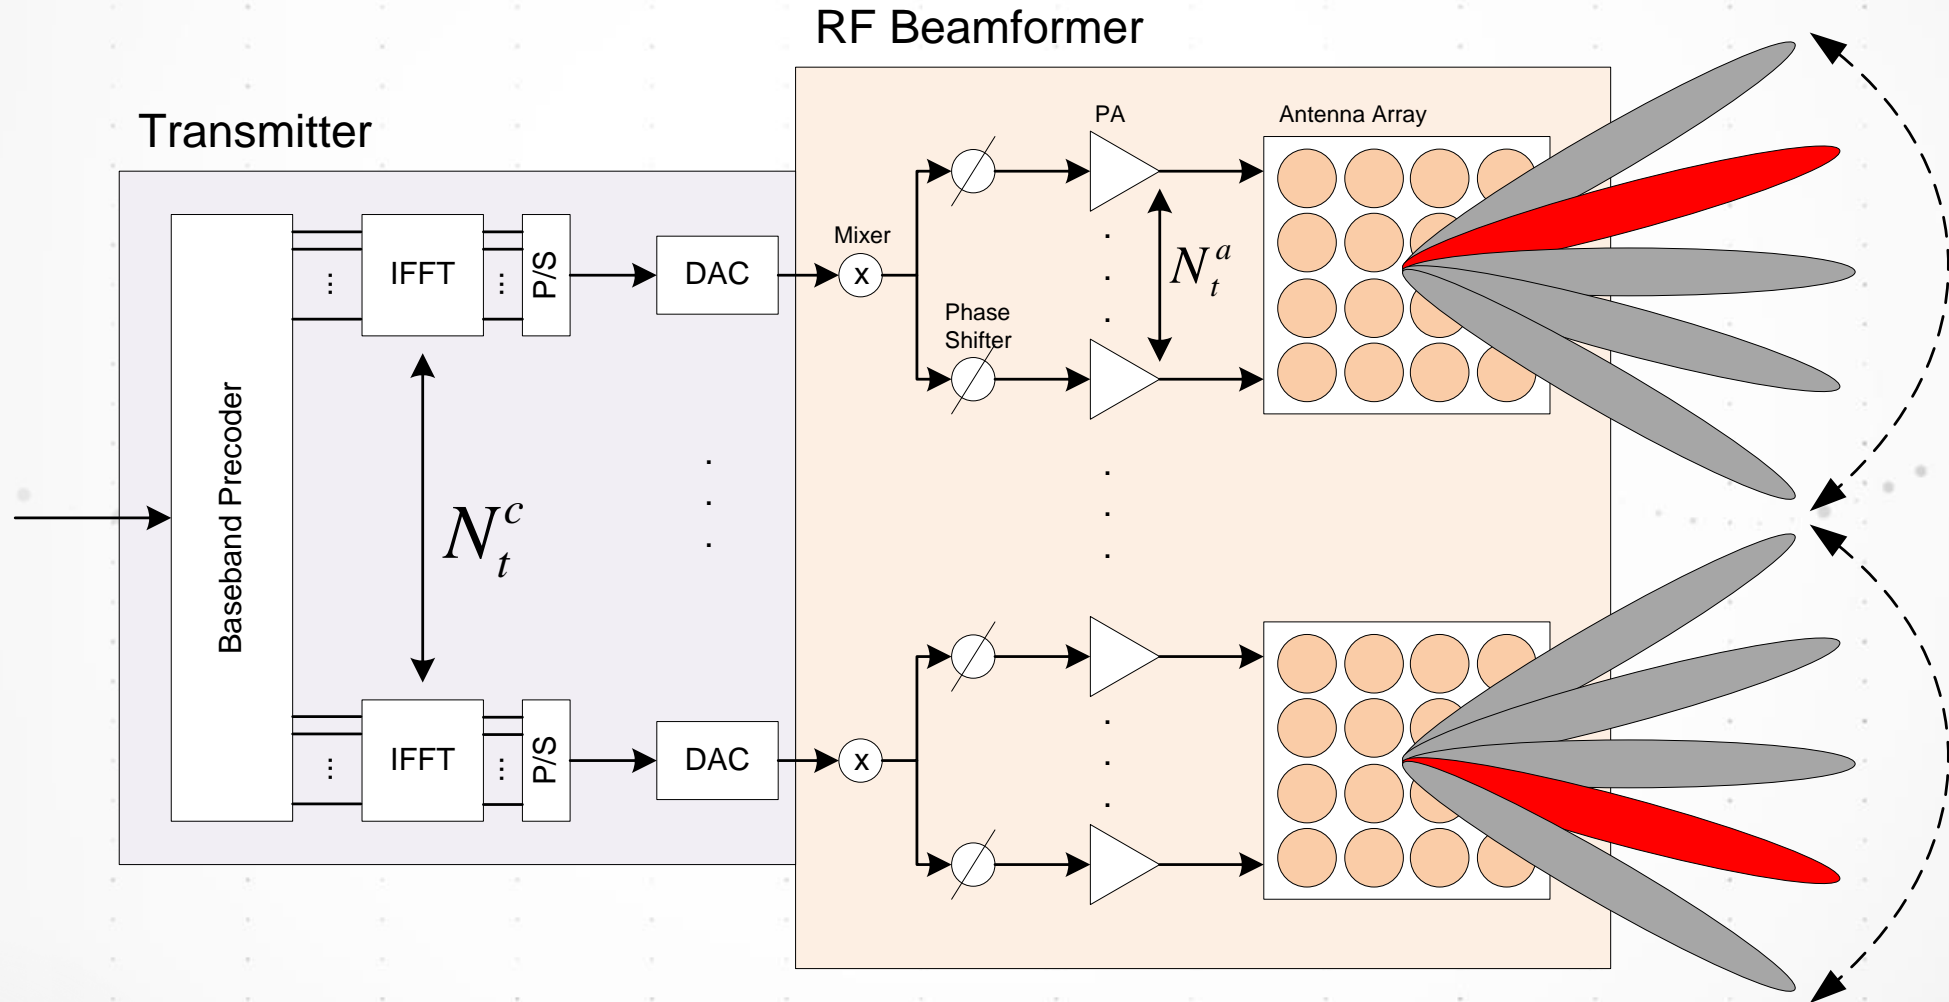 RF Beamformer
Transmitter
PA
Antenna Array
Mixer
IFFT
P/S
DAC
x
N_t^a
...
...
Phase
Shifter
Baseband Precoder
N_t^c
IFFT
P/S
DAC
x
...
...